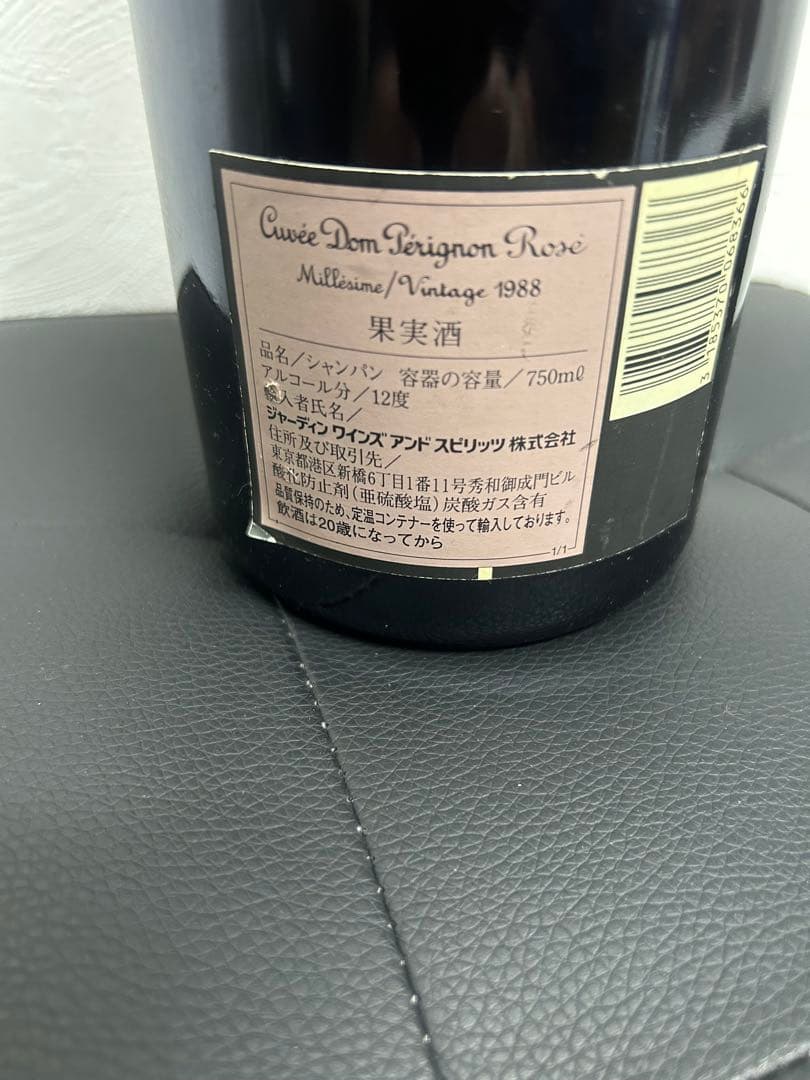 Cuvée Dom Pérignon Rosé
Millésime/Vintage 1988
果実酒
品名/シャンパン 容器の容量/750mℓ
アルコール分/12度
輸入者氏名/
ジャーディン ワインズ アンド スピリッツ 株式会社
住所及び取引先/
東京都港区新橋6丁目1番11号秀和御成門ビル
酸化防止剤(亜硫酸塩)炭酸ガス含有
品質保持のため、定温コンテナーを使って輸入しております。
飲酒は20歳になってから
1/1
3 185370 068366